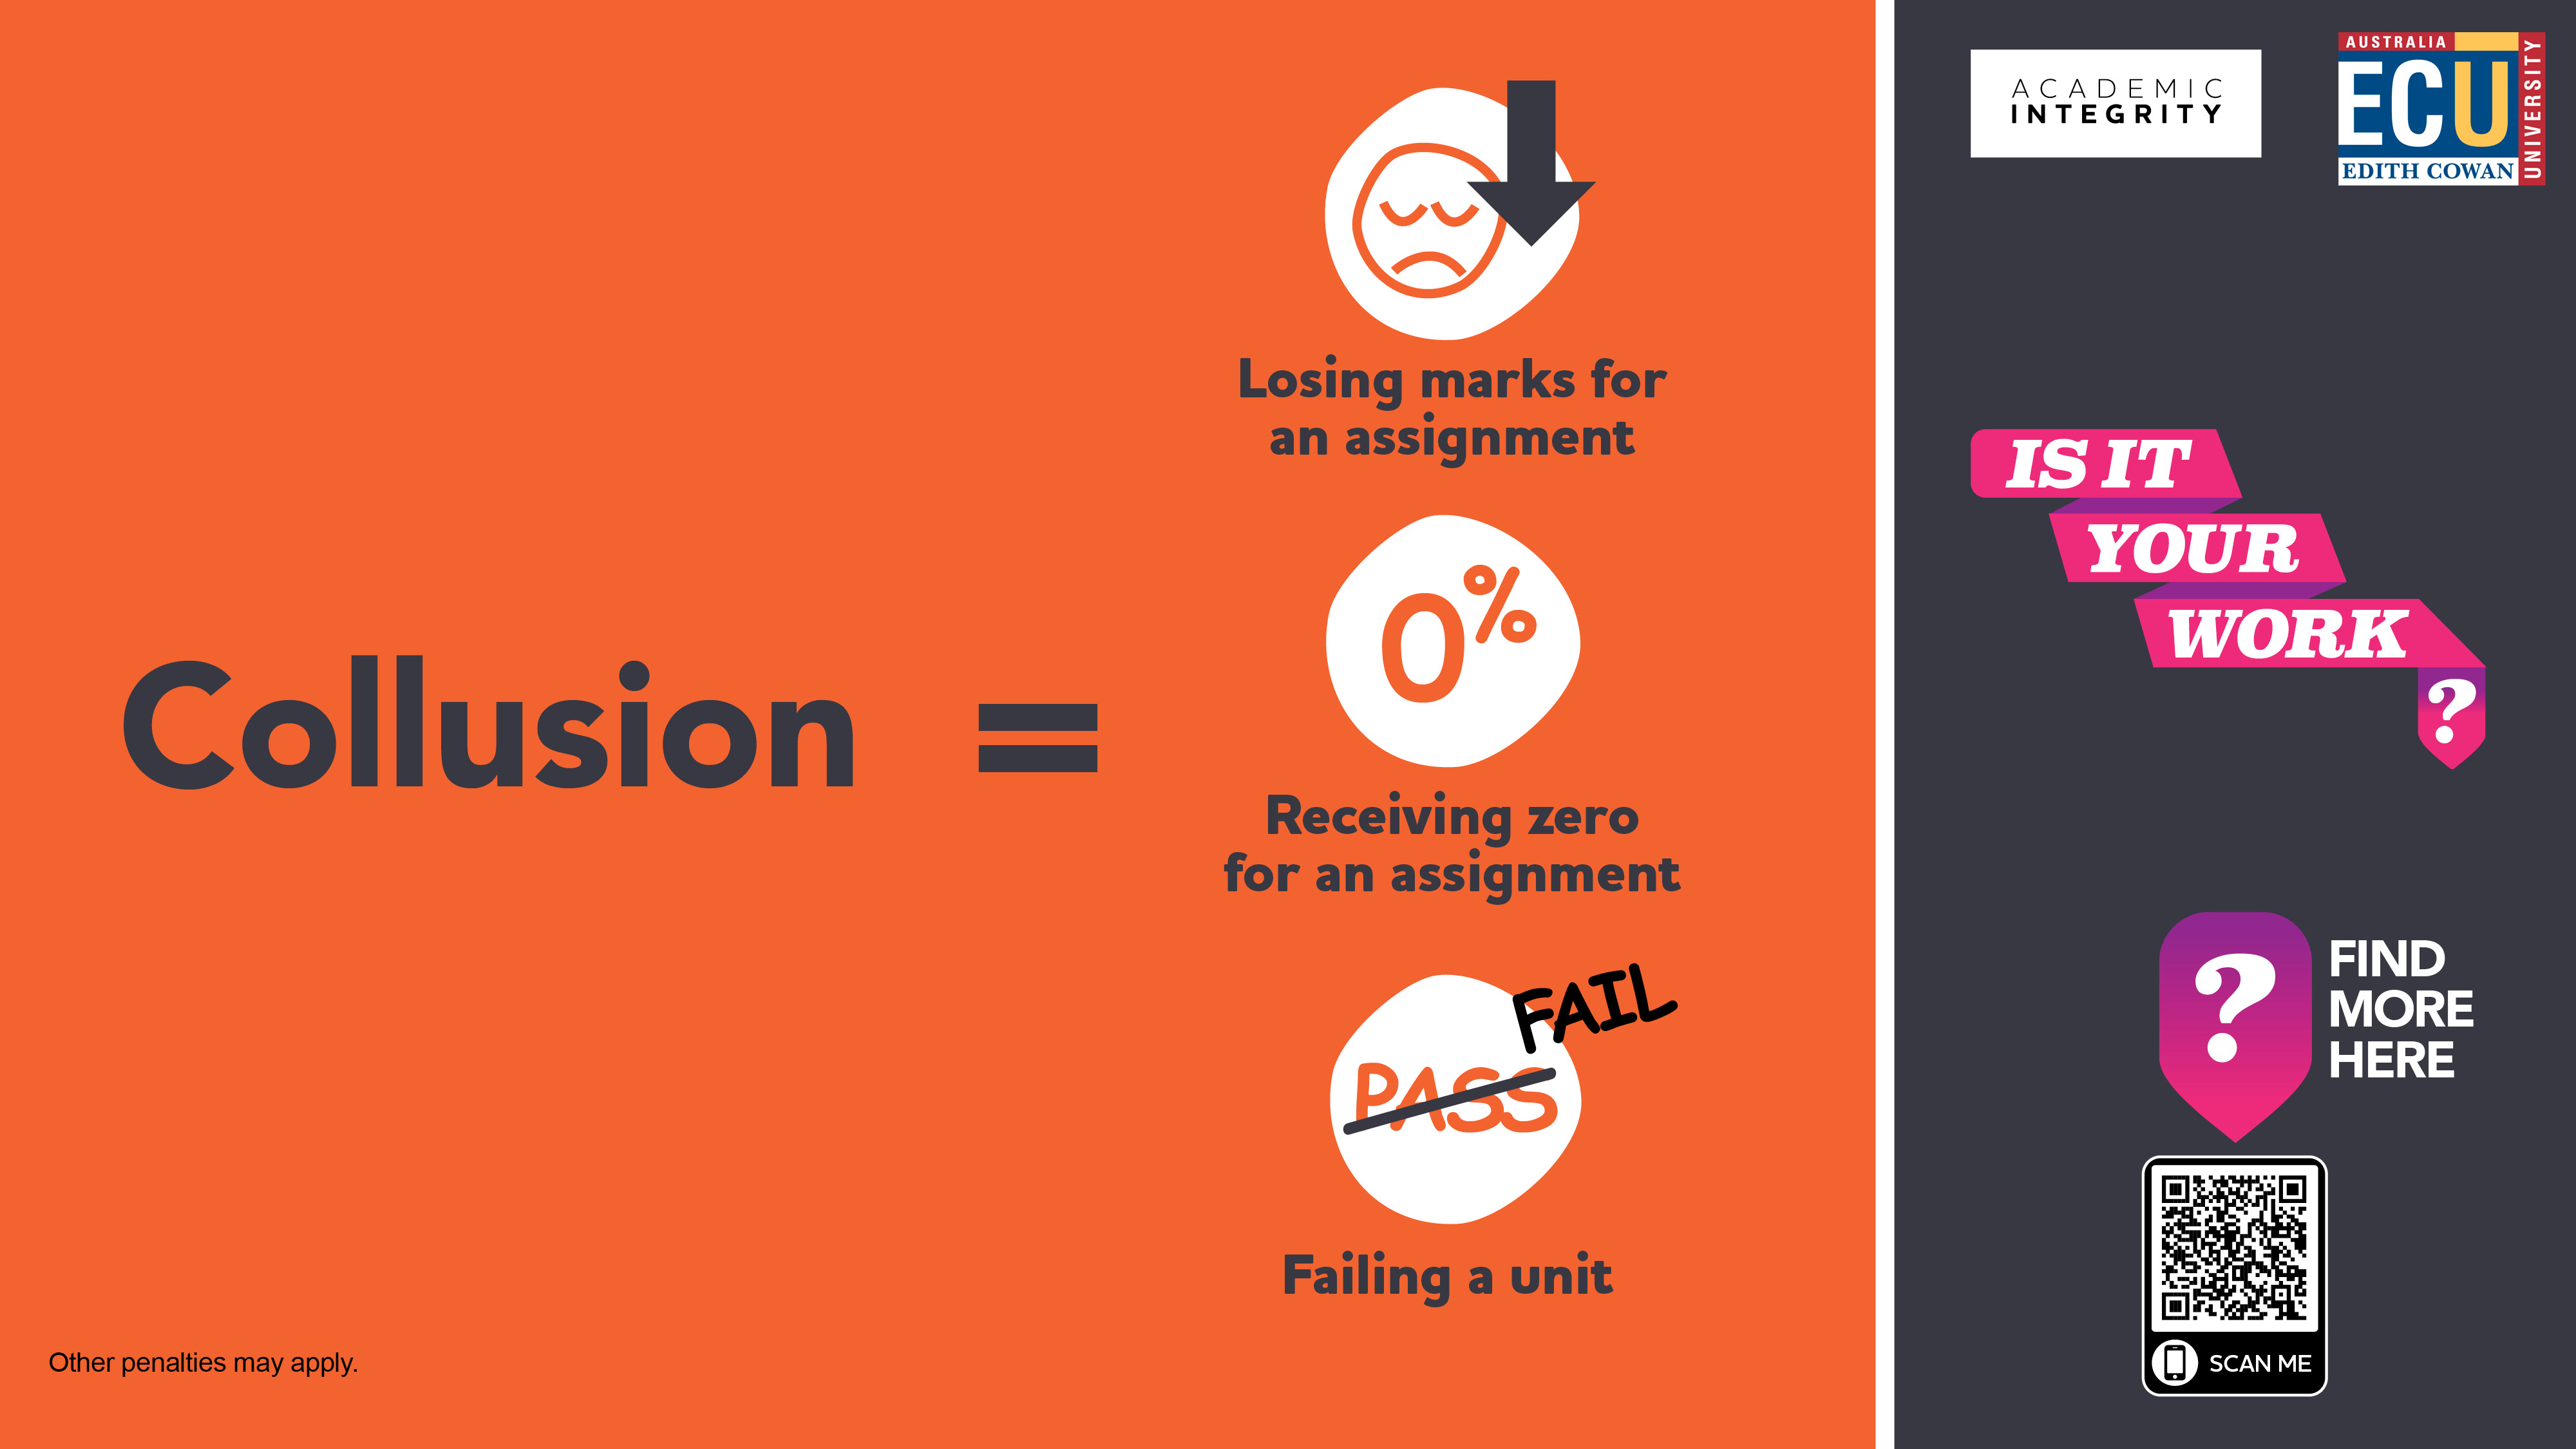 Collusion =
Losing marks for
an assignment
0%
Receiving zero
for an assignment
FAIL
PASS
Failing a unit
Other penalties may apply.
ACADEMIC
INTEGRITY
AUSTRALIA
ECU
EDITH COWAN
UNIVERSITY
IS IT
YOUR
WORK
?
?
FIND
MORE
HERE
SCAN ME